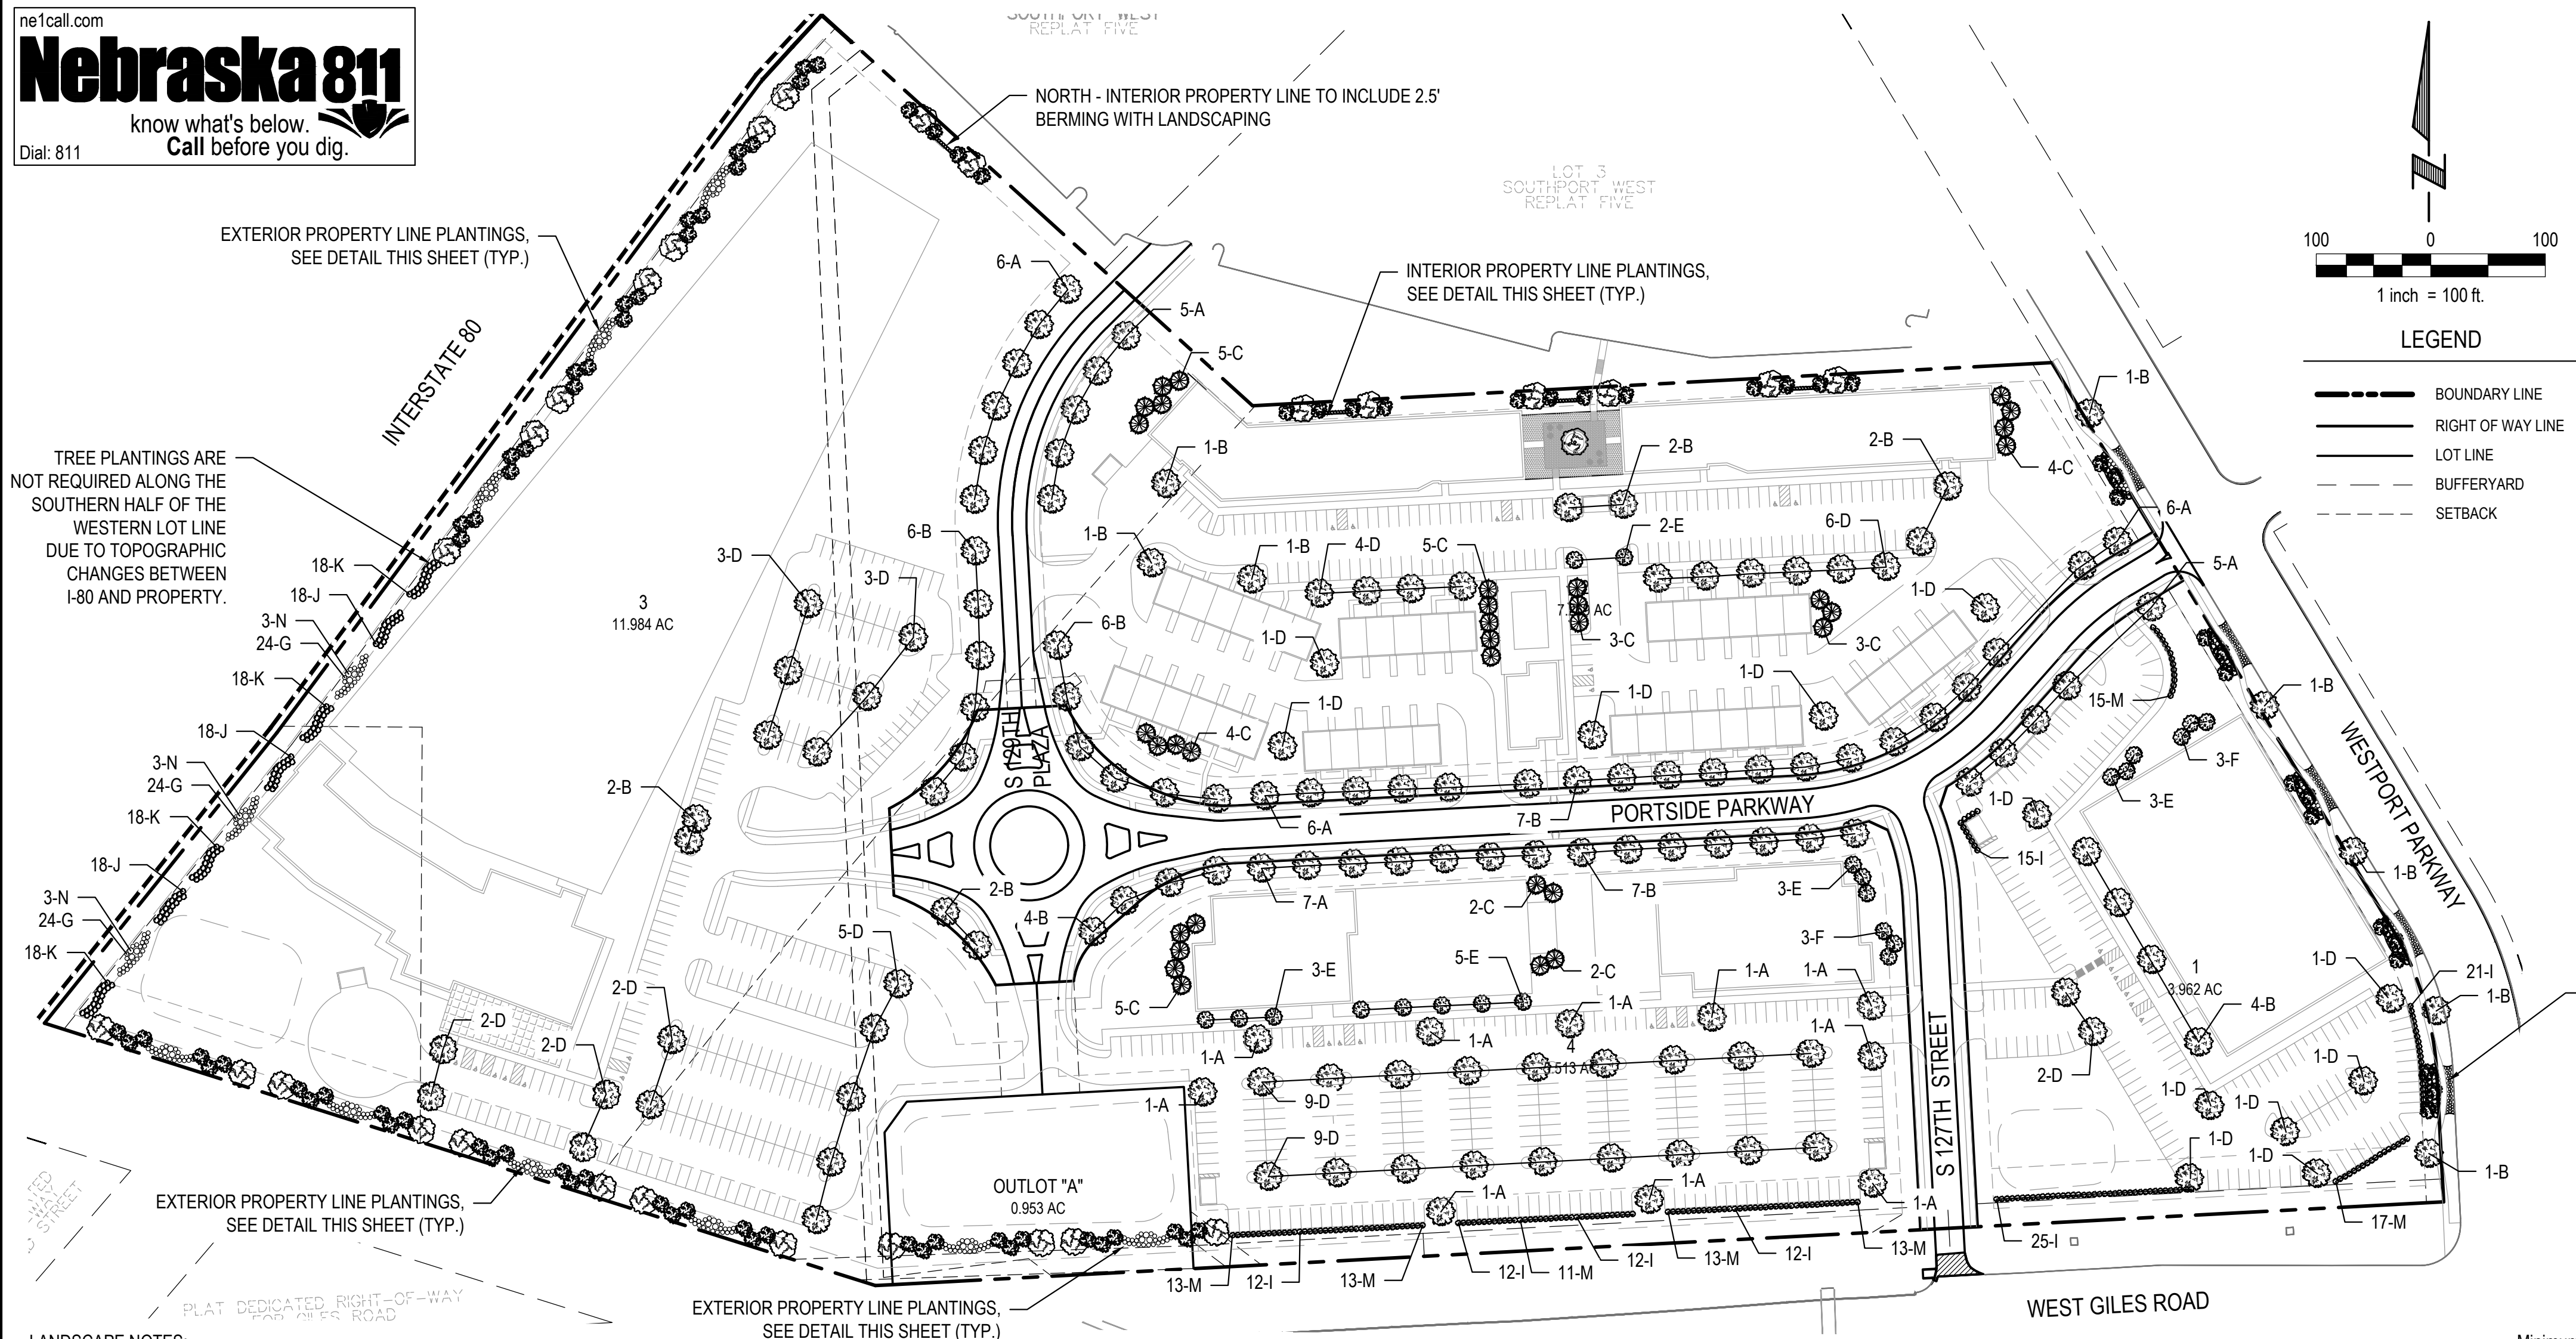 ne1call.com
Nebraska 811
know what's below.
Call before you dig.
Dial: 811
SOUTHPORT WEST
REPLAT FIVE
NORTH - INTERIOR PROPERTY LINE TO INCLUDE 2.5'
BERMING WITH LANDSCAPING
LOT 3
SOUTHPORT WEST
REPLAT FIVE
100 0 100
1 inch = 100 ft.
LEGEND
BOUNDARY LINE
RIGHT OF WAY LINE
LOT LINE
BUFFERYARD
SETBACK
EXTERIOR PROPERTY LINE PLANTINGS,
SEE DETAIL THIS SHEET (TYP.)
INTERIOR PROPERTY LINE PLANTINGS,
SEE DETAIL THIS SHEET (TYP.)
INTERSTATE 80
TREE PLANTINGS ARE
NOT REQUIRED ALONG THE
SOUTHERN HALF OF THE
WESTERN LOT LINE
DUE TO TOPOGRAPHIC
CHANGES BETWEEN
I-80 AND PROPERTY.
18-K
18-J
3-N
24-G
18-K
18-J
3-N
24-G
18-K
18-J
3-N
24-G
18-K
6-A
5-A
5-C
1-B
1-B
1-B
4-D
5-C
2-E
2-B
2-B
6-D
4-C
1-B
6-A
5-A
6-B
3-D
3-D
3
11.984 AC
6-B
1-D
1-D
4-C
3-C
3-C
1-D
1-D
1-D
15-M
1-B
3-F
3-E
WESTPORT PARKWAY
S 129TH
PLAZA
2-B
6-A
7-B
PORTSIDE PARKWAY
1-D
15-I
1-B
2-B
4-B
7-A
2-C
7-B
3-E
3-F
5-D
5-C
3-E
5-E
2-C
1-A
1-A
1-A
1-A
1-A
1-A
1-A
4
9-D
9-D
1-A
1-A
1-A
2-D
2-D
2-D
S 127TH STREET
1
3.962 AC
4-B
2-D
1-D
21-I
1-B
1-D
1-D
1-D
1-D
1-D
1-B
17-M
25-I
OUTLOT "A"
0.953 AC
EXTERIOR PROPERTY LINE PLANTINGS,
SEE DETAIL THIS SHEET (TYP.)
13-M
12-I
13-M
12-I
11-M
12-I
13-M
12-I
13-M
EXTERIOR PROPERTY LINE PLANTINGS,
SEE DETAIL THIS SHEET (TYP.)
PLAT DEDICATED RIGHT-OF-WAY
FOR GILES ROAD
WEST GILES ROAD
LANDSCAPE NOTES: